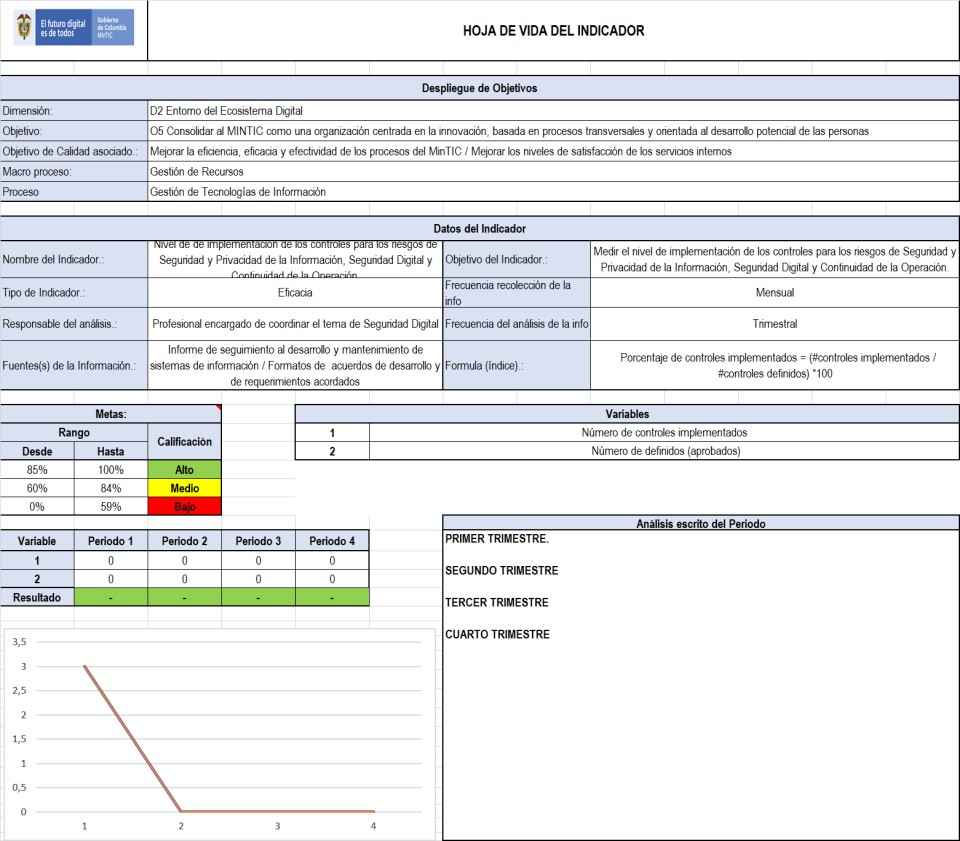 El futuro digital
es de todos
Gobierno
de Colombia
MinTIC
HOJA DE VIDA DEL INDICADOR
Despliegue de Objetivos
Dimensión: D2 Entorno del Ecosistema Digital
Objetivo: O5 Consolidar al MINTIC como una organización centrada en la innovación, basada en procesos transversales y orientada al desarrollo potencial de las personas
Objetivo de Calidad asociado.: Mejorar la eficiencia, eficacia y efectividad de los procesos del MinTIC / Mejorar los niveles de satisfacción de los servicios internos
Macro proceso: Gestión de Recursos
Proceso Gestión de Tecnologías de Información
Datos del Indicador
Nombre del Indicador.:
Nivel de de implementación de los controles para los riesgos de
Seguridad y Privacidad de la Información, Seguridad Digital y
Continuidad de la Operación.
Objetivo del Indicador.:
Medir el nivel de implementación de los controles para los riesgos de Seguridad y
Privacidad de la Información, Seguridad Digital y Continuidad de la Operación.
Tipo de Indicador.: Eficacia
Frecuencia recolección de la
info
Mensual
Responsable del análisis.: Profesional encargado de coordinar el tema de Seguridad Digital
Frecuencia del análisis de la info Trimestral
Fuentes(s) de la Información.:
Informe de seguimiento al desarrollo y mantenimiento de
sistemas de información / Formatos de acuerdos de desarrollo y
de requerimientos acordados
Formula (Índice).:
Porcentaje de controles implementados = (#controles implementados /
#controles definidos) *100
Metas:
Rango Calificación
Desde Hasta
85% 100% Alto
60% 84% Medio
0% 59% Bajo
Variables
1 Número de controles implementados
2 Número de definidos (aprobados)
Variable Periodo 1 Periodo 2 Periodo 3 Periodo 4
1 0 0 0 0
2 0 0 0 0
Resultado - - - -
Análisis escrito del Periodo
PRIMER TRIMESTRE.
SEGUNDO TRIMESTRE
TERCER TRIMESTRE
CUARTO TRIMESTRE
3,5
3
2,5
2
1,5
1
0,5
0
1 2 3 4